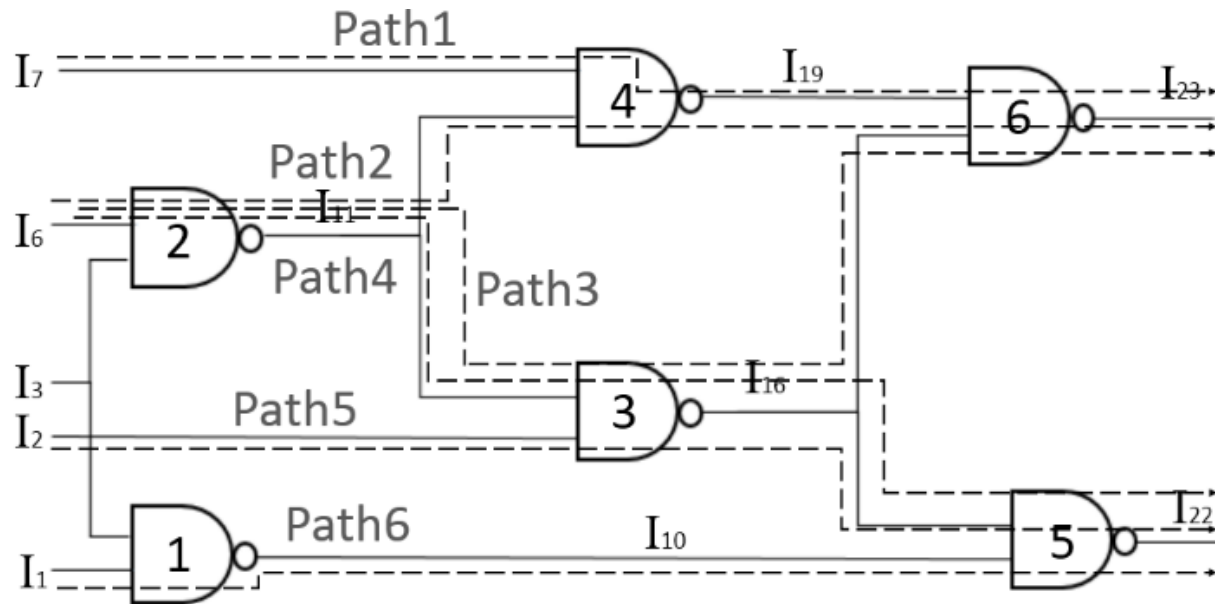 Path1
I7
4
I19
I23
6
Path2
I11
I6
2
Path4
Path3
I3
I16
Path5
3
I2
I22
Path6
I10
5
1
I1